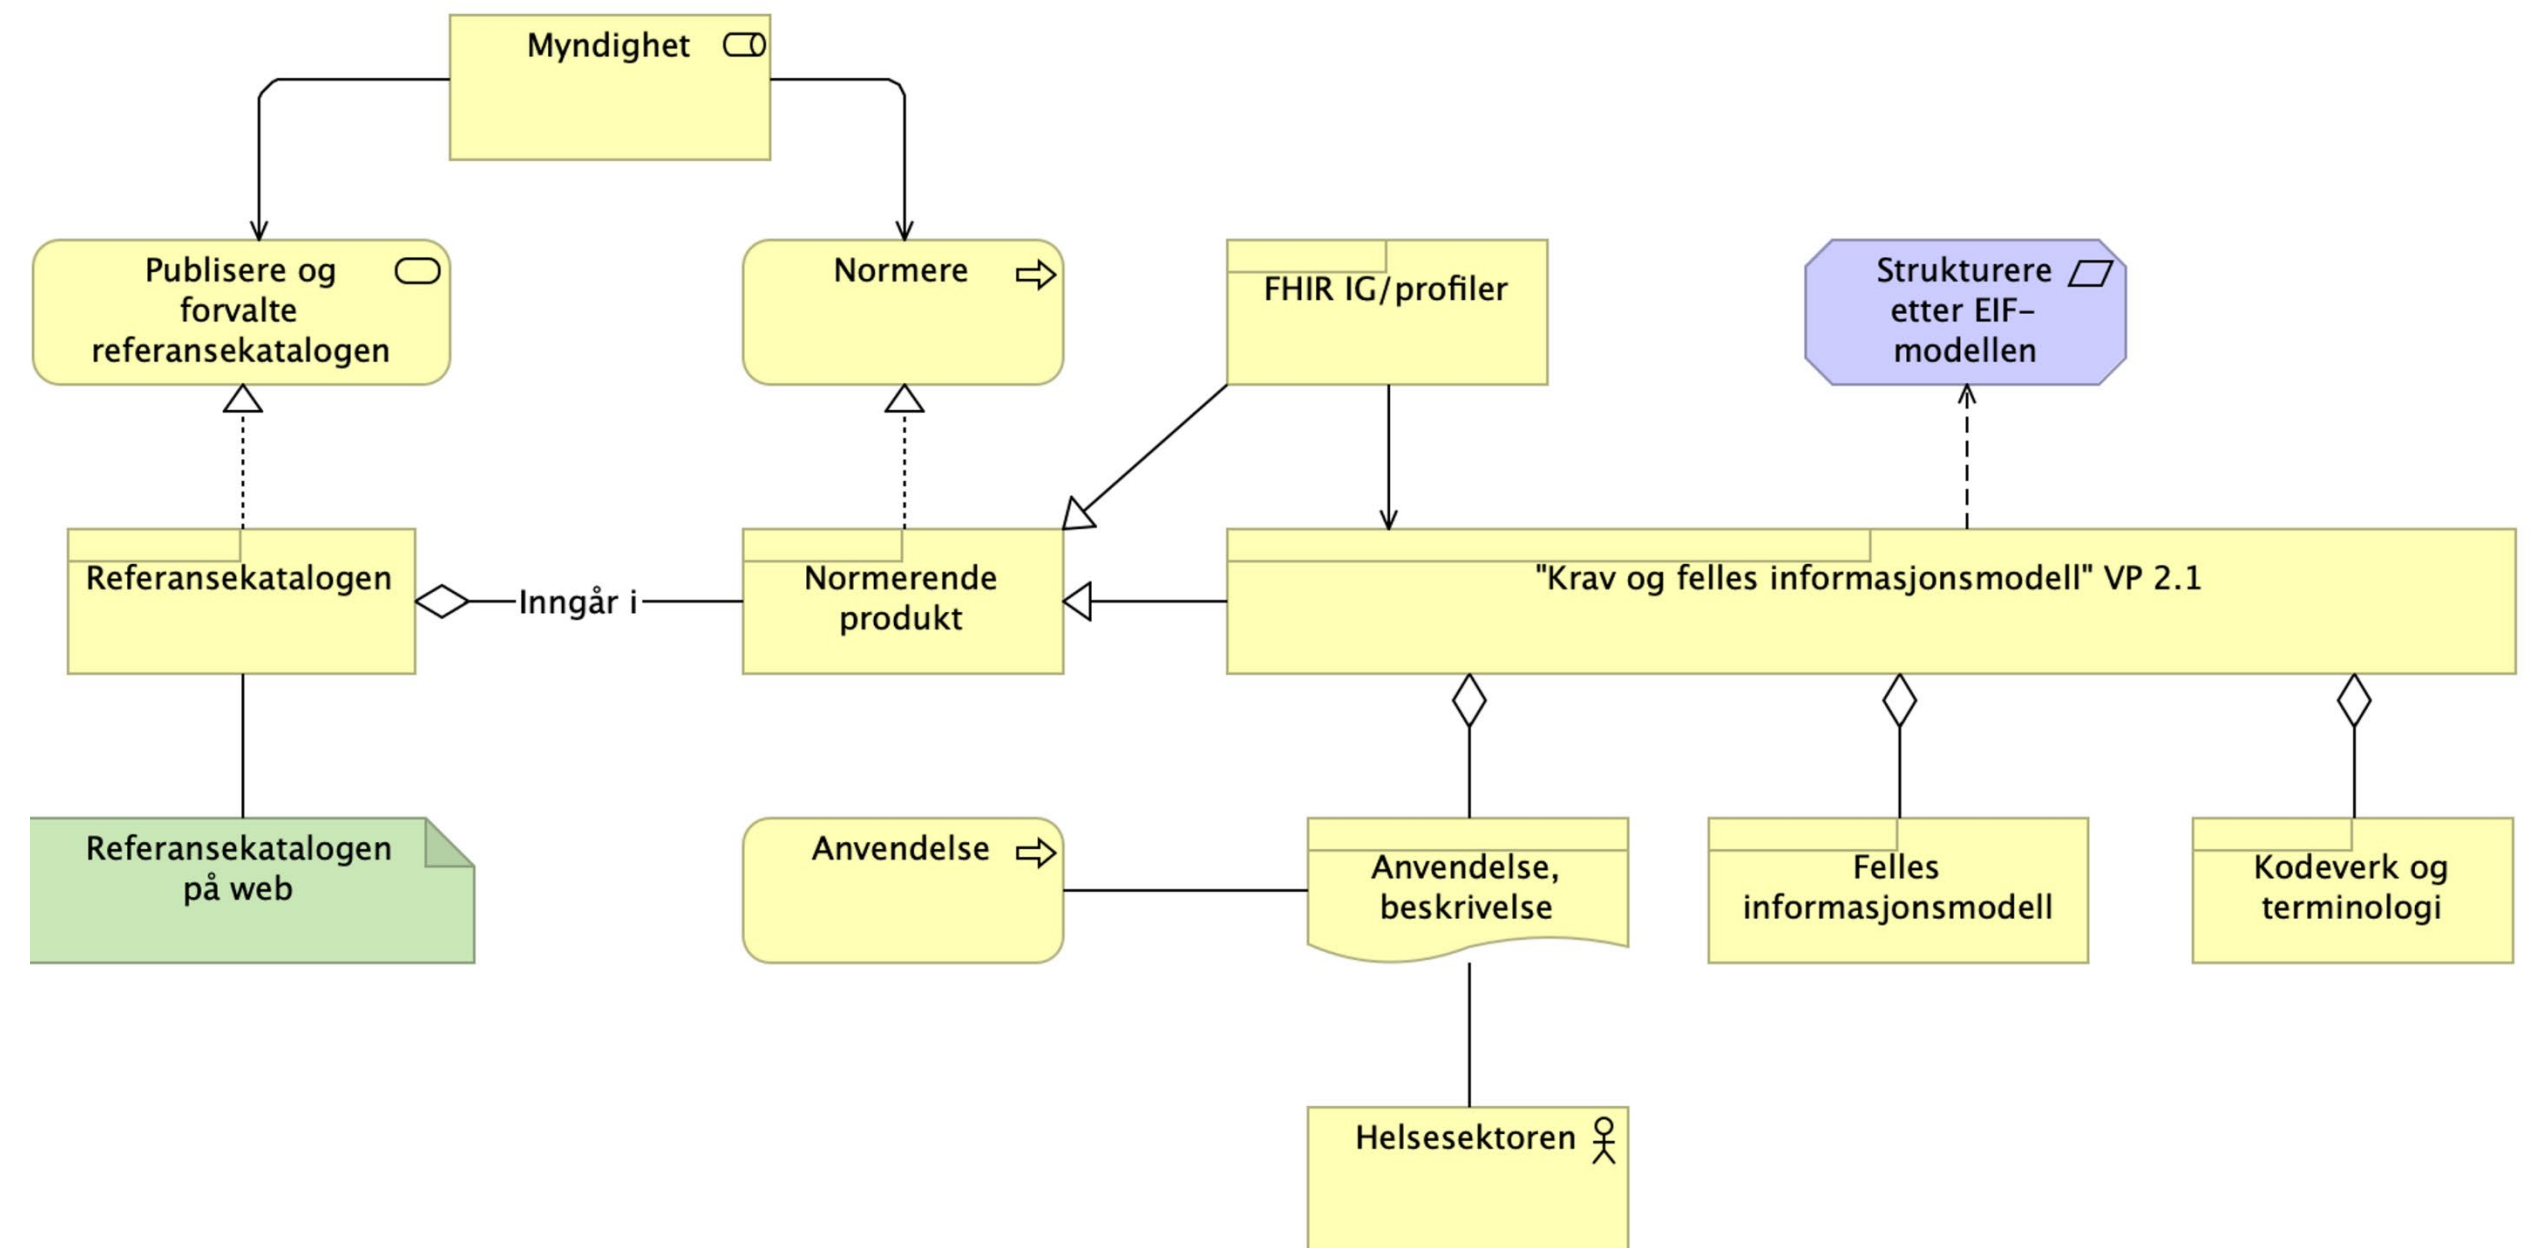 Myndighet
Publisere og
forvalte
referansekatalogen
Normere
FHIR IG/profiler
Strukturere
etter EIF-
modellen
Referansekatalogen
Inngår i
Normerende
produkt
"Krav og felles informasjonsmodell" VP 2.1
Referansekatalogen
på web
Anvendelse
Anvendelse,
beskrivelse
Felles
informasjonsmodell
Kodeverk og
terminologi
Helsesektoren